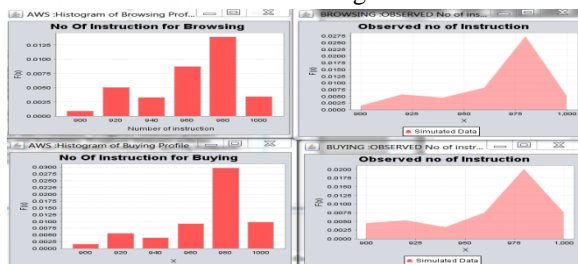 AWS :Histogram of Browsing Prof...
No Of Instruction for Browsing
F(x)
0.0125
0.0100
0.0075
0.0050
0.0025
0.0000
900 920 940 960 980 1000
Number of instruction
BROWSING :OBSERVED No of ins...
Observed no of Instruction
F(x)
0.0275
0.0250
0.0225
0.0200
0.0175
0.0150
0.0125
0.0100
0.0075
0.0050
0.0025
0.0000
900 925 950 975 1,000
X
Simulated Data
AWS :Histogram of Buying Profile
No Of Instruction for Buying
F(x)
0.0300
0.0275
0.0250
0.0225
0.0200
0.0175
0.0150
0.0125
0.0100
0.0075
0.0050
0.0025
0.0000
900 920 940 960 980 1000
X
BUYING :OBSERVED No of instr...
Observed no of Instruction
F(x)
0.0200
0.0175
0.0150
0.0125
0.0100
0.0075
0.0050
0.0025
0.0000
900 925 950 975 1,000
X
Simulated Data